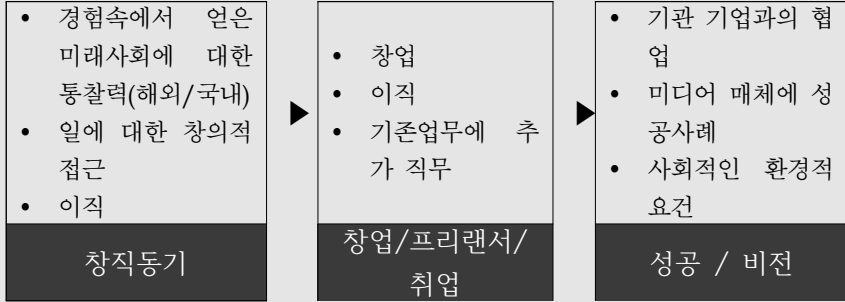 • 경험속에서 얻은
미래사회에 대한
통찰력(해외/국내)
• 일에 대한 창의적
접근
• 이직
창직동기
• 창업
• 이직
• 기존업무에 추
가 직무
창업/프리랜서/
취업
• 기관 기업과의 협
업
• 미디어 매체에 성
공사례
• 사회적인 환경적
요건
성공 / 비전